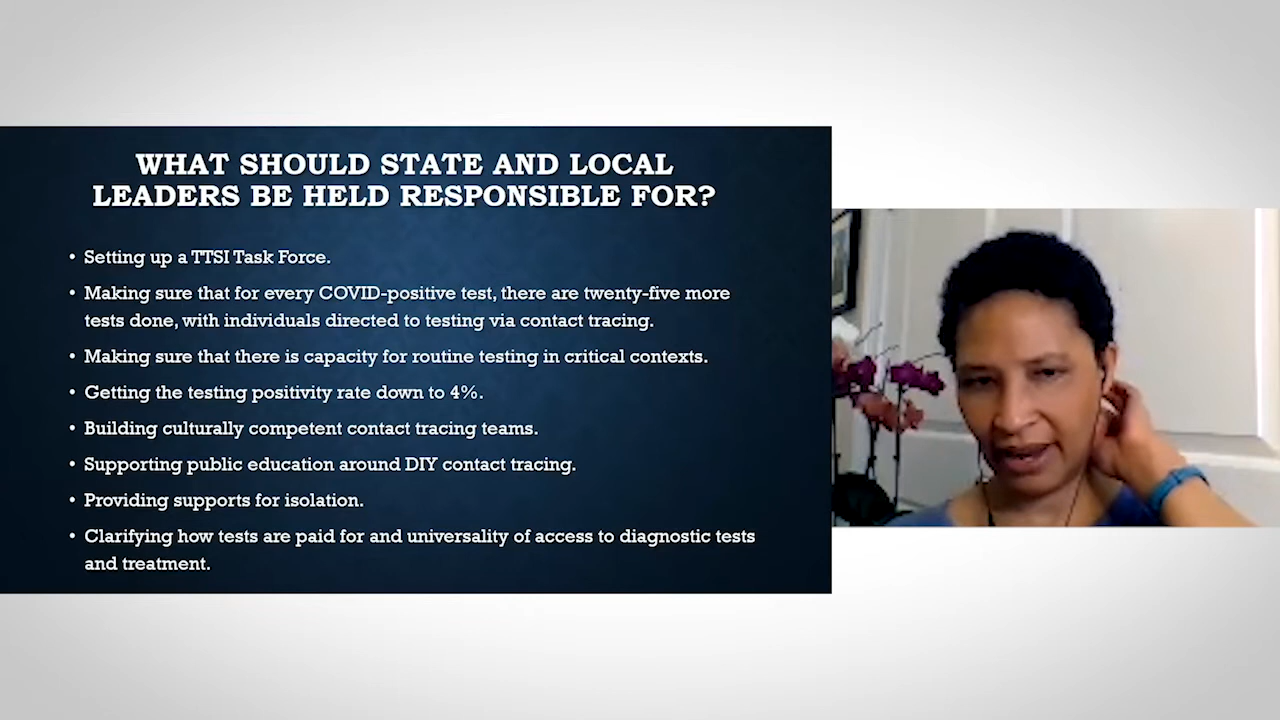 WHAT SHOULD STATE AND LOCAL
LEADERS BE HELD RESPONSIBLE FOR?
• Setting up a TTSI Task Force.
• Making sure that for every COVID-positive test, there are twenty-five more
tests done, with individuals directed to testing via contact tracing.
• Making sure that there is capacity for routine testing in critical contexts.
• Getting the testing positivity rate down to 4%.
• Building culturally competent contact tracing teams.
• Supporting public education around DIY contact tracing.
• Providing supports for isolation.
• Clarifying how tests are paid for and universality of access to diagnostic tests
and treatment.